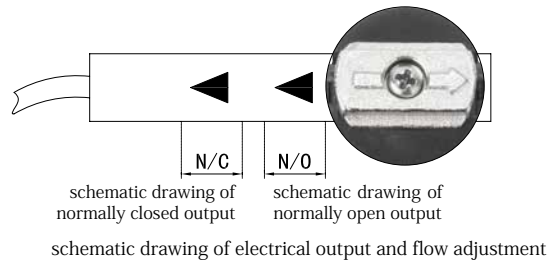 N/C N/O
schematic drawing of normally closed output
schematic drawing of normally open output
schematic drawing of electrical output and flow adjustment